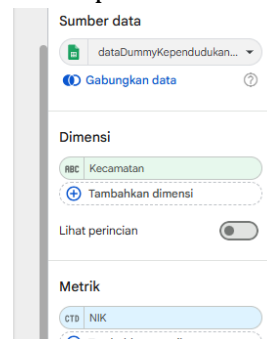 Sumber data
dataDummyKependudukan...
Gabungkan data
Dimensi
RBC Kecamatan
Tambahkan dimensi
Lihat perincian
Metrik
CTD NIK